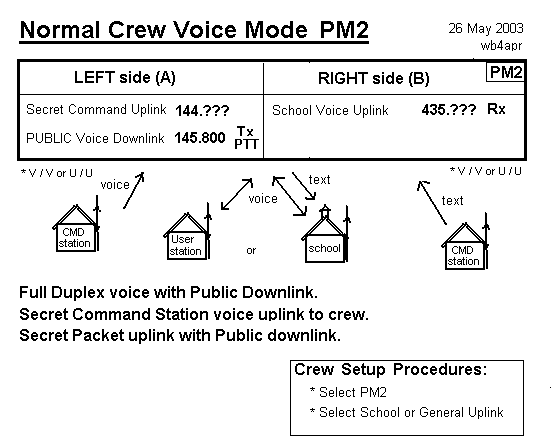 Normal Crew Voice Mode PM2
26 May 2003
wb4apr
LEFT side (A)
RIGHT side (B)
PM2
Secret Command Uplink 144.???
School Voice Uplink 435.??? Rx
PUBLIC Voice Downlink 145.800 Tx PTT
* V / V or U / U
* V / V or U / U
voice
text
voice
text
CMD station
User station
or
school
CMD station
Full Duplex voice with Public Downlink.
Secret Command Station voice uplink to crew.
Secret Packet uplink with Public downlink.
Crew Setup Procedures:
* Select PM2
* Select School or General Uplink